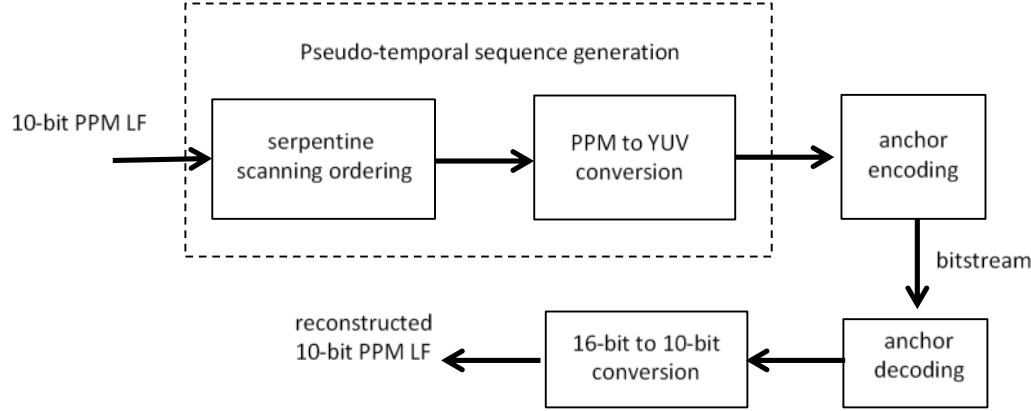 Pseudo-temporal sequence generation
10-bit PPM LF
serpentine
scanning ordering
PPM to YUV
conversion
anchor
encoding
bitstream
anchor
decoding
16-bit to 10-bit
conversion
reconstructed
10-bit PPM LF